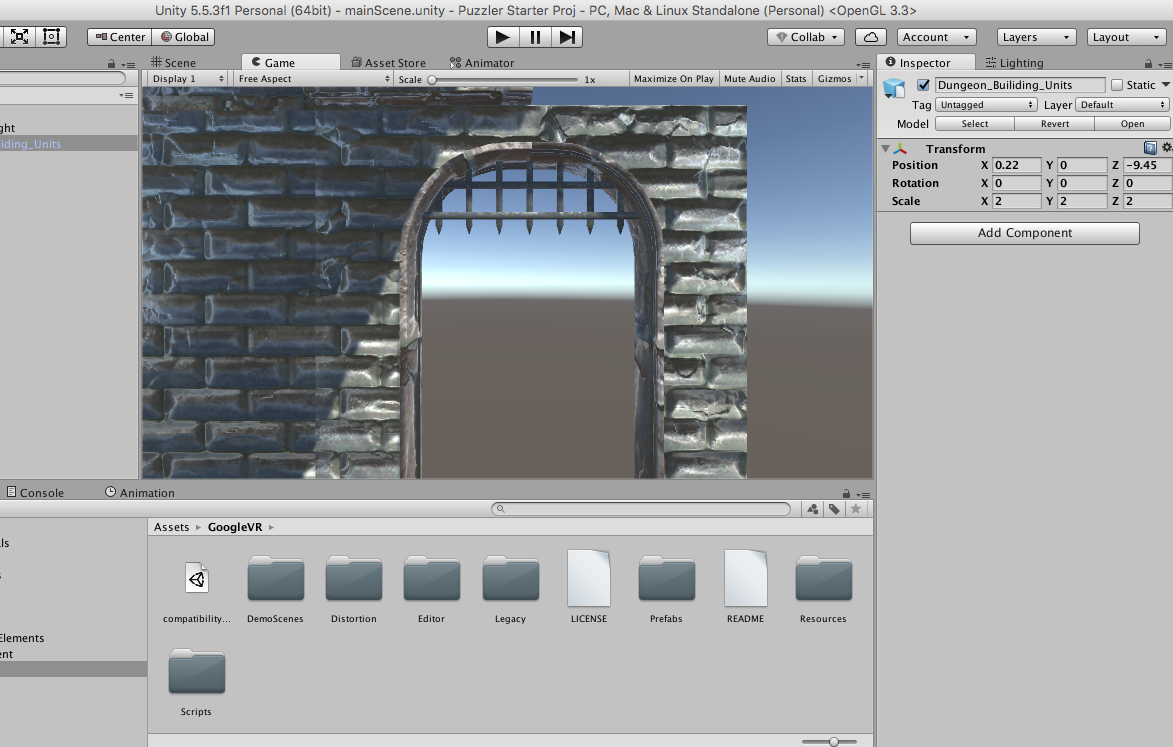 Unity 5.5.3f1 Personal (64bit) - mainScene.unity - Puzzler Starter Proj - PC, Mac & Linux Standalone (Personal) <OpenGL 3.3>
Center Global Collab Account Layers Layout
Scene Game Asset Store Animator
Display 1 Free Aspect Scale 1x Maximize On Play Mute Audio Stats Gizmos
ght
iding_Units
Inspector Lighting
Dungeon_Builiding_Units Static
Tag Untagged Layer Default
Model Select Revert Open
Transform
Position X 0.22 Y 0 Z -9.45
Rotation X 0 Y 0 Z 0
Scale X 2 Y 2 Z 2
Add Component
Console Animation
Assets GoogleVR
ls
s
Elements
ent
compatibility... DemoScenes Distortion Editor Legacy LICENSE Prefabs README Resources
Scripts